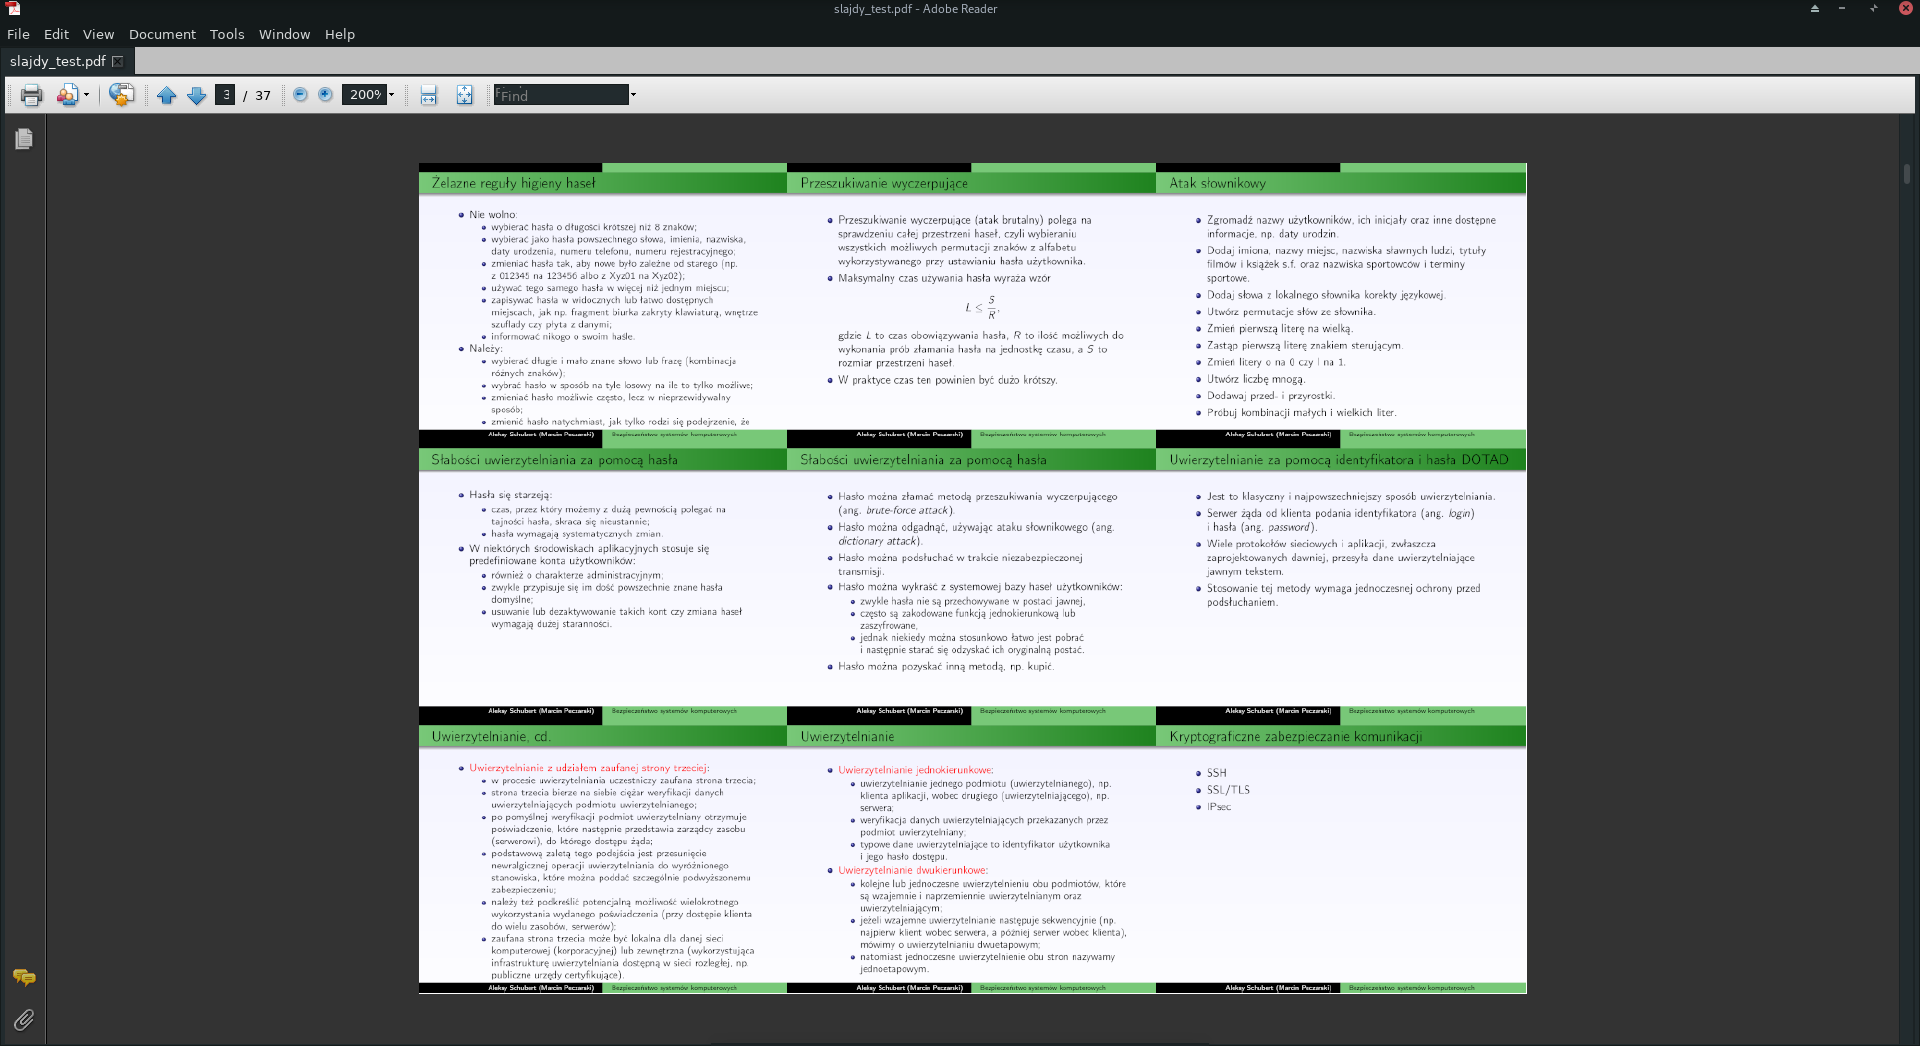 slajdy_test.pdf - Adobe Reader
File Edit View Document Tools Window Help
slajdy_test.pdf
3 / 37 200% Find
Żelazne reguły higieny haseł
Nie wolno:
wybierać hasła o długości krótszej niż 8 znaków;
wybierać jako hasła powszechnego słowa, imienia, nazwiska,
daty urodzenia, numeru telefonu, numeru rejestracyjnego;
zmieniać hasła tak, aby nowe było zależne od starego (np.
z 012345 na 123456 albo z Xyz01 na Xyz02);
używać tego samego hasła w więcej niż jednym miejscu;
zapisywać hasła w widocznych lub łatwo dostępnych
miejscach, jak np. fragment biurka zakryty klawiaturą, wnętrze
szuflady czy płyta z danymi;
informować nikogo o swoim haśle.
Należy:
wybierać długie i mało znane słowo lub frazę (kombinacja
różnych znaków);
wybrać hasło w sposób na tyle losowy na ile to tylko możliwe;
zmieniać hasło możliwie często, lecz w nieprzewidywalny
sposób;
zmienić hasło natychmiast, jak tylko rodzi się podejrzenie, że
Aleksy Schubert (Marcin Peczarski) Bezpieczeństwo systemów komputerowych
Przeszukiwanie wyczerpujące
Przeszukiwanie wyczerpujące (atak brutalny) polega na
sprawdzeniu całej przestrzeni haseł, czyli wybieraniu
wszystkich możliwych permutacji znaków z alfabetu
wykorzystywanego przy ustawianiu hasła użytkownika.
Maksymalny czas używania hasła wyraża wzór
L ≤ S
R,
gdzie L to czas obowiązywania hasła, R to ilość możliwych do
wykonania prób złamania hasła na jednostkę czasu, a S to
rozmiar przestrzeni haseł.
W praktyce czas ten powinien być dużo krótszy.
Aleksy Schubert (Marcin Peczarski) Bezpieczeństwo systemów komputerowych
Atak słownikowy
Zgromadź nazwy użytkowników, ich inicjały oraz inne dostępne
informacje, np. daty urodzin.
Dodaj imiona, nazwy miejsc, nazwiska sławnych ludzi, tytuły
filmów i książek s.f. oraz nazwiska sportowców i terminy
sportowe.
Dodaj słowa z lokalnego słownika korekty językowej.
Utwórz permutacje słów ze słownika.
Zmień pierwszą literę na wielką.
Zastąp pierwszą literę znakiem sterującym.
Zmień litery o na 0 czy l na 1.
Utwórz liczbę mnogą.
Dodawaj przed- i przyrostki.
Próbuj kombinacji małych i wielkich liter.
Aleksy Schubert (Marcin Peczarski) Bezpieczeństwo systemów komputerowych
Słabości uwierzytelniania za pomocą hasła
Hasła się starzeją:
czas, przez który możemy z dużą pewnością polegać na
tajności hasła, skraca się nieustannie;
hasła wymagają systematycznych zmian.
W niektórych środowiskach aplikacyjnych stosuje się
predefiniowane konta użytkowników:
również o charakterze administracyjnym;
zwykle przypisuje się im dość powszechnie znane hasła
domyślne;
usuwanie lub dezaktywowanie takich kont czy zmiana haseł
wymagają dużej staranności.
Aleksy Schubert (Marcin Peczarski) Bezpieczeństwo systemów komputerowych
Słabości uwierzytelniania za pomocą hasła
Hasło można złamać metodą przeszukiwania wyczerpującego
(ang. brute-force attack).
Hasło można odgadnąć, używając ataku słownikowego (ang.
dictionary attack).
Hasło można podsłuchać w trakcie niezabezpieczonej
transmisji.
Hasło można wykraść z systemowej bazy haseł użytkowników:
zwykle hasła nie są przechowywane w postaci jawnej,
często są zakodowane funkcją jednokierunkową lub
zaszyfrowane,
jednak niekiedy można stosunkowo łatwo jest pobrać
i następnie starać się odzyskać ich oryginalną postać.
Hasło można pozyskać inną metodą, np. kupić.
Aleksy Schubert (Marcin Peczarski) Bezpieczeństwo systemów komputerowych
Uwierzytelnianie za pomocą identyfikatora i hasła DOTAD
Jest to klasyczny i najpowszechniejszy sposób uwierzytelniania.
Serwer żąda od klienta podania identyfikatora (ang. login)
i hasła (ang. password).
Wiele protokołów sieciowych i aplikacji, zwłaszcza
zaprojektowanych dawniej, przesyła dane uwierzytelniające
jawnym tekstem.
Stosowanie tej metody wymaga jednoczesnej ochrony przed
podsłuchaniem.
Aleksy Schubert (Marcin Peczarski) Bezpieczeństwo systemów komputerowych
Uwierzytelnianie, cd.
Uwierzytelnianie z udziałem zaufanej strony trzeciej:
w procesie uwierzytelniania uczestniczy zaufana strona trzecia;
strona trzecia bierze na siebie ciężar weryfikacji danych
uwierzytelniających podmiotu uwierzytelnianego;
po pomyślnej weryfikacji podmiot uwierzytelniany otrzymuje
poświadczenie, które następnie przedstawia zarządcy zasobu
(serwerowi), do którego dostępu żąda;
podstawową zaletą tego podejścia jest przesunięcie
newralgicznej operacji uwierzytelniania do wyróżnionego
stanowiska, które można poddać szczególnie podwyższonemu
zabezpieczeniu;
należy też podkreślić potencjalną możliwość wielokrotnego
wykorzystania wydanego poświadczenia (przy dostępie klienta
do wielu zasobów, serwerów);
zaufana strona trzecia może być lokalna dla danej sieci
komputerowej (korporacyjnej) lub zewnętrzna (wykorzystująca
infrastrukturę uwierzytelniania dostępną w sieci rozległej, np.
publiczne urzędy certyfikujące).
Aleksy Schubert (Marcin Peczarski) Bezpieczeństwo systemów komputerowych
Uwierzytelnianie
Uwierzytelnianie jednokierunkowe:
uwierzytelnianie jednego podmiotu (uwierzytelnianego), np.
klienta aplikacji, wobec drugiego (uwierzytelniającego), np.
serwera;
weryfikacja danych uwierzytelniających przekazanych przez
podmiot uwierzytelniany;
typowe dane uwierzytelniające to identyfikator użytkownika
i jego hasło dostępu.
Uwierzytelnianie dwukierunkowe:
kolejne lub jednoczesne uwierzytelnieniu obu podmiotów, które
są wzajemnie i naprzemiennie uwierzytelnianym oraz
uwierzytelniającym;
jeżeli wzajemne uwierzytelnianie następuje sekwencyjnie (np.
najpierw klient wobec serwera, a później serwer wobec klienta),
mówimy o uwierzytelnianiu dwuetapowym;
natomiast jednoczesne uwierzytelnienie obu stron nazywamy
jednoetapowym.
Aleksy Schubert (Marcin Peczarski) Bezpieczeństwo systemów komputerowych
Kryptograficzne zabezpieczanie komunikacji
SSH
SSL/TLS
IPsec
Aleksy Schubert (Marcin Peczarski) Bezpieczeństwo systemów komputerowych